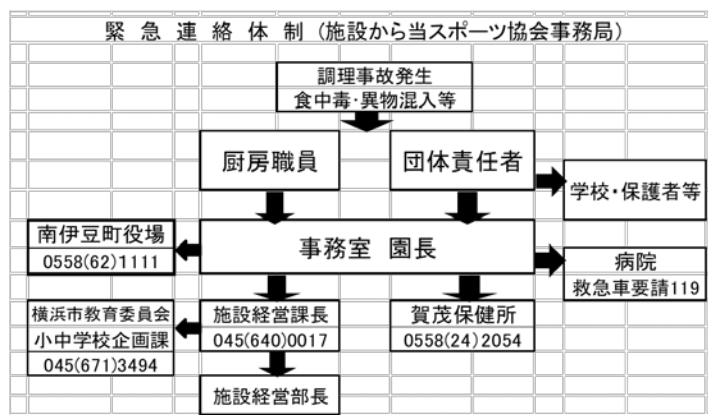 緊急連絡体制(施設から当スポーツ協会事務局)
調理事故発生
食中毒・異物混入等
厨房職員
団体責任者
学校・保護者等
南伊豆町役場
0558(62)1111
事務室 園長
病院
救急車要請119
横浜市教育委員会
小中学校企画課
045(671)3494
施設経営課長
045(640)0017
賀茂保健所
0558(24)2054
施設経営部長